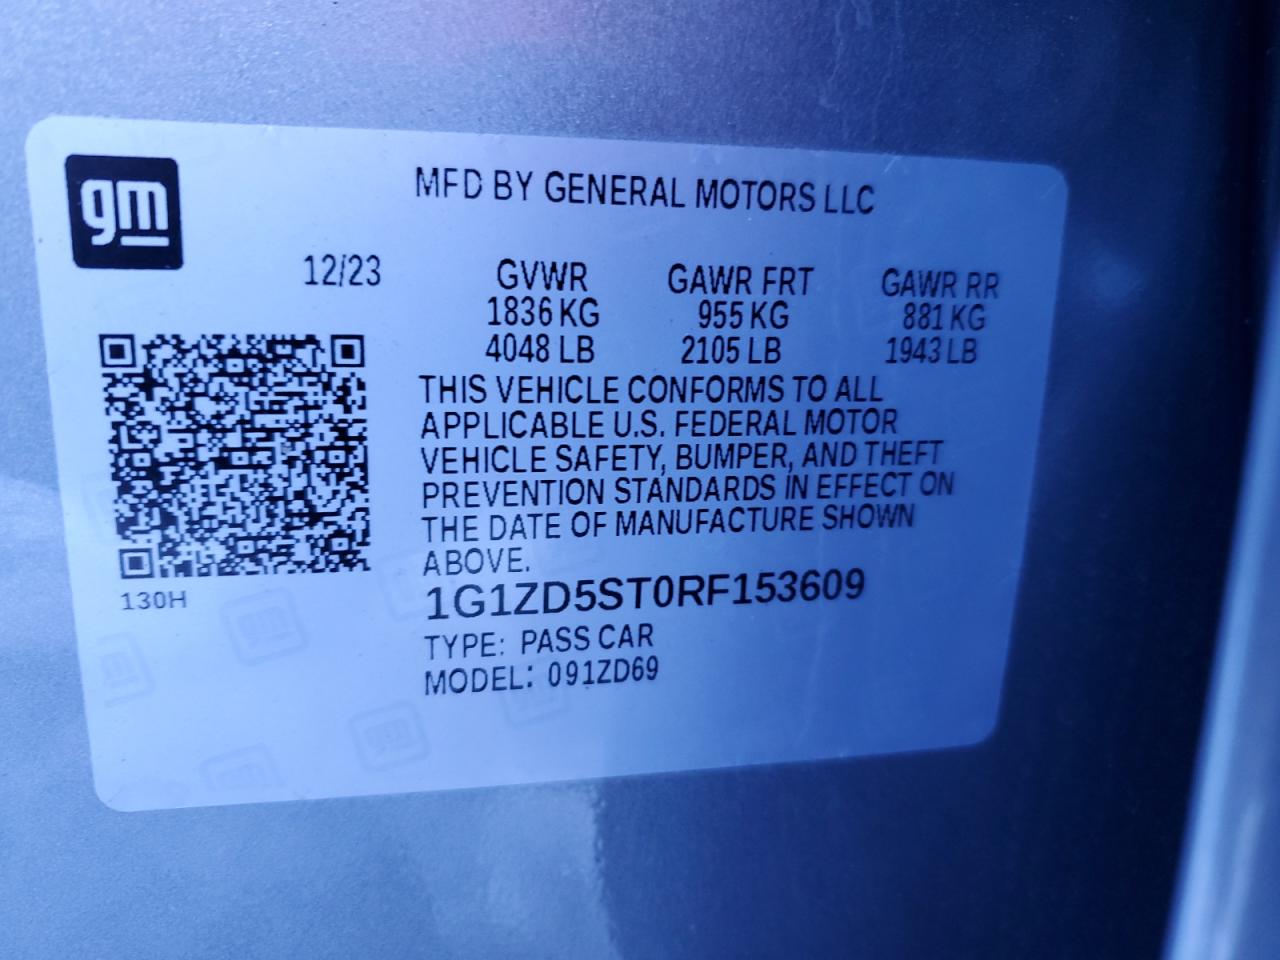 gm
MFD BY GENERAL MOTORS LLC
12/23
GVWR GAWR FRT GAWR RR
1836 KG 955 KG 881 KG
4048 LB 2105 LB 1943 LB
THIS VEHICLE CONFORMS TO ALL
APPLICABLE U.S. FEDERAL MOTOR
VEHICLE SAFETY, BUMPER, AND THEFT
PREVENTION STANDARDS IN EFFECT ON
THE DATE OF MANUFACTURE SHOWN
ABOVE.
130H
1G1ZD5ST0RF153609
TYPE: PASS CAR
MODEL: 091ZD69